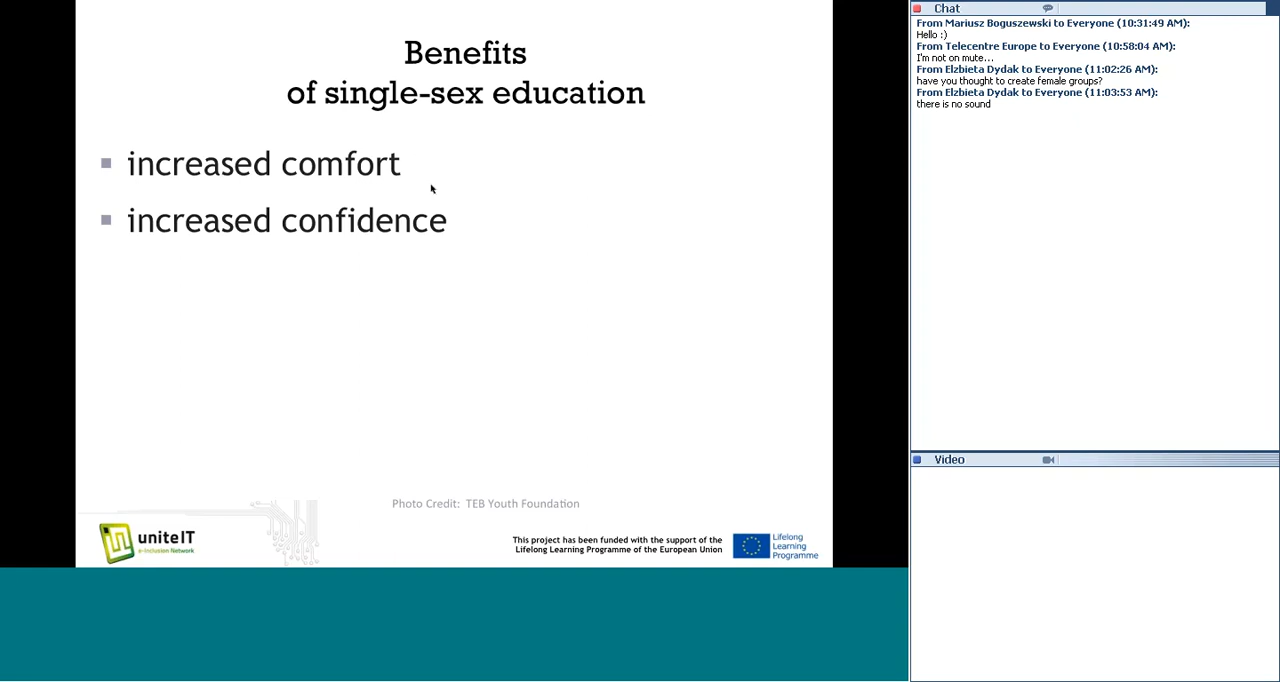 Benefits
of single-sex education
increased comfort
increased confidence
Photo Credit: TEB Youth Foundation
uniteIT
e-Inclusion Network
This project has been funded with the support of the
Lifelong Learning Programme of the European Union
Lifelong
Learning
Programme
Chat
From Mariusz Boguszewski to Everyone (10:31:49 AM):
Hello :)
From Telecentre Europe to Everyone (10:58:04 AM):
I'm not on mute...
From Elzbieta Dydak to Everyone (11:02:26 AM):
have you thought to create female groups?
From Elzbieta Dydak to Everyone (11:03:53 AM):
there is no sound
Video